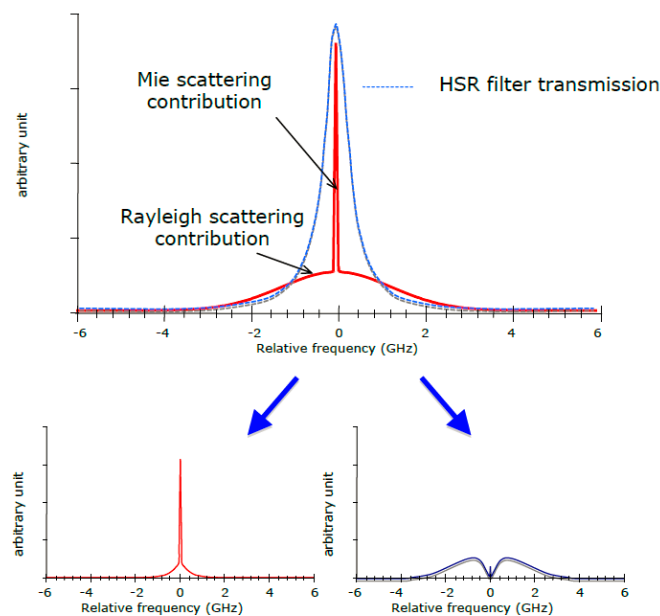 Mie scattering
contribution
HSR filter transmission
Rayleigh scattering
contribution
arbitrary unit
-6 -4 -2 0 2 4 6
Relative frequency (GHz)
arbitrary unit
-6 -4 -2 0 2 4 6
Relative frequency (GHz)
arbitrary unit
-6 -4 -2 0 2 4 6
Relative frequency (GHz)